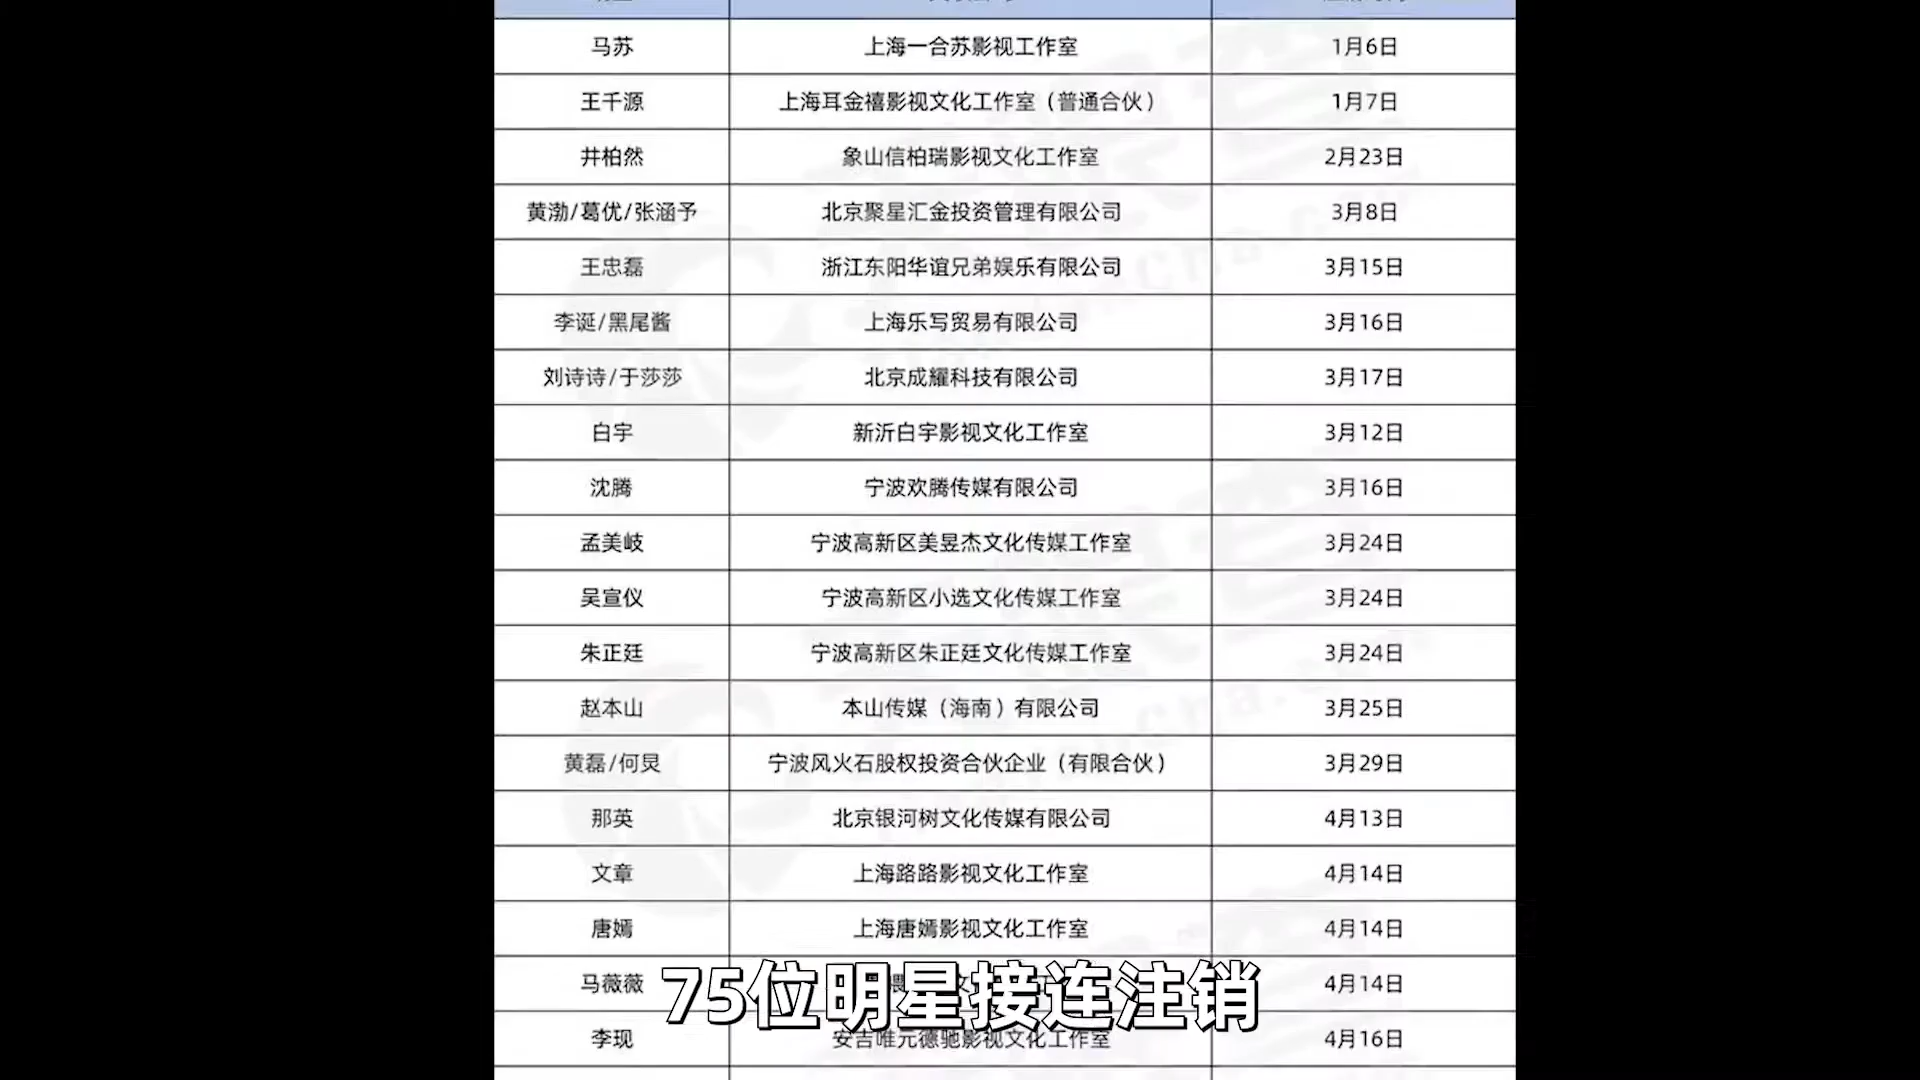 马苏 上海一合苏影视工作室 1月6日
王千源 上海耳金禧影视文化工作室（普通合伙） 1月7日
井柏然 象山信柏瑞影视文化工作室 2月23日
黄渤/葛优/张涵予 北京聚星汇金投资管理有限公司 3月8日
王忠磊 浙江东阳华谊兄弟娱乐有限公司 3月15日
李诞/黑尾酱 上海乐写贸易有限公司 3月16日
刘诗诗/于莎莎 北京成耀科技有限公司 3月17日
白宇 新沂白宇影视文化工作室 3月12日
沈腾 宁波欢腾传媒有限公司 3月16日
孟美岐 宁波高新区美昱杰文化传媒工作室 3月24日
吴宣仪 宁波高新区小选文化传媒工作室 3月24日
朱正廷 宁波高新区朱正廷文化传媒工作室 3月24日
赵本山 本山传媒（海南）有限公司 3月25日
黄磊/何炅 宁波风火石股权投资合伙企业（有限合伙） 3月29日
那英 北京银河树文化传媒有限公司 4月13日
文章 上海路路影视文化工作室 4月14日
唐嫣 上海唐嫣影视文化工作室 4月14日
马薇薇 4月14日
75位明星接连注销
李现 安吉唯元德驰影视文化工作室 4月16日